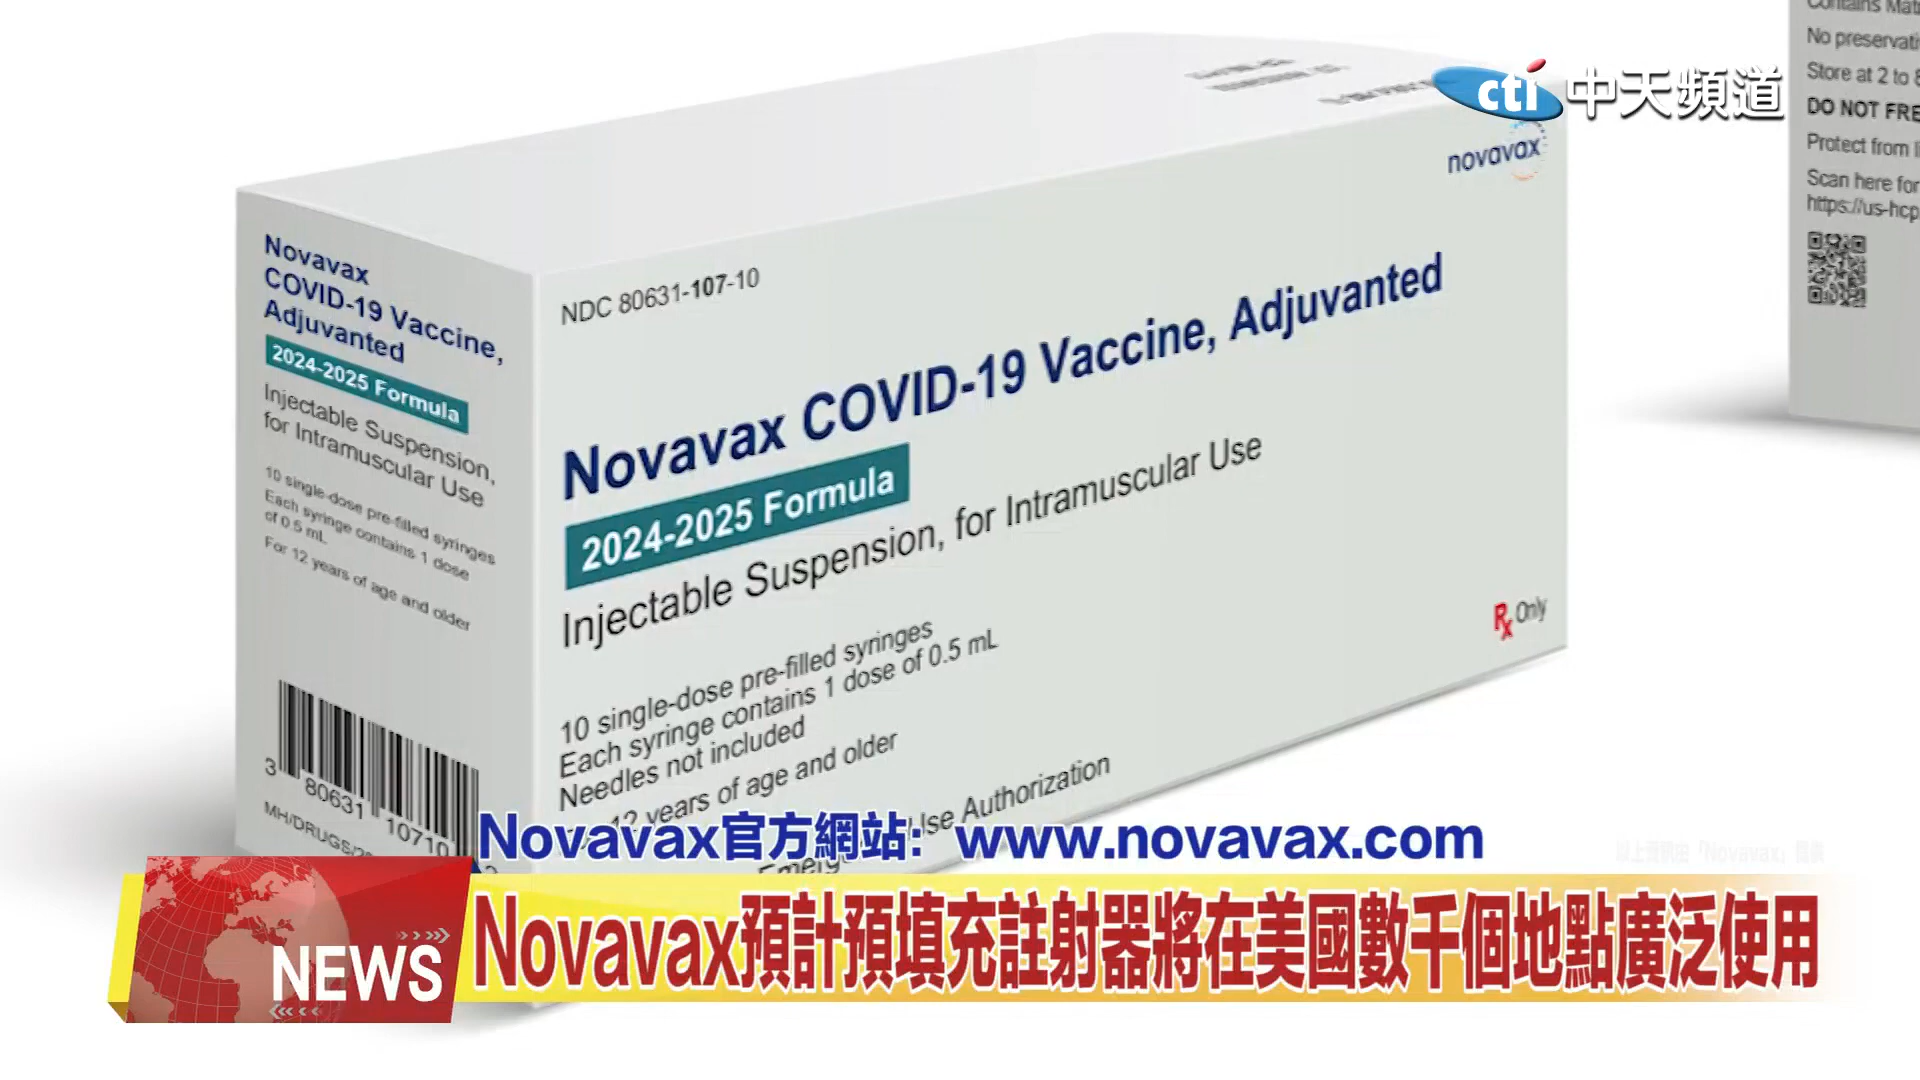 cti 中天頻道
novavax
Novavax
COVID-19 Vaccine,
Adjuvanted
2024-2025 Formula
Injectable Suspension,
for Intramuscular Use
10 single-dose pre-filled syringes
Each syringe contains 1 dose
of 0.5 mL
For 12 years of age and older
3 80631 10710
MH/DRUGS/
NDC 80631-107-10
Novavax COVID-19 Vaccine, Adjuvanted
2024-2025 Formula
Injectable Suspension, for Intramuscular Use
10 single-dose pre-filled syringes
Each syringe contains 1 dose of 0.5 mL
Needles not included
12 years of age and older
Use Authorization
Rx Only
No preservati
Store at 2 to 8
DO NOT FRE
Protect from l
Scan here for
https://us-hcp
Novavax官方網站: www.novavax.com
NEWS
Novavax預計預填充註射器將在美國數千個地點廣泛使用